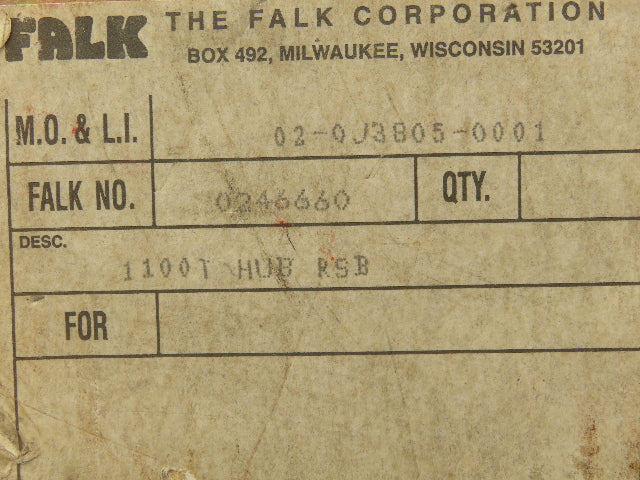 FALK THE FALK CORPORATION
BOX 492, MILWAUKEE, WISCONSIN 53201
M.O. & L.I. 02-0J3805-0001
FALK NO. 0246660 QTY.
DESC.
1100T HUB RSB
FOR